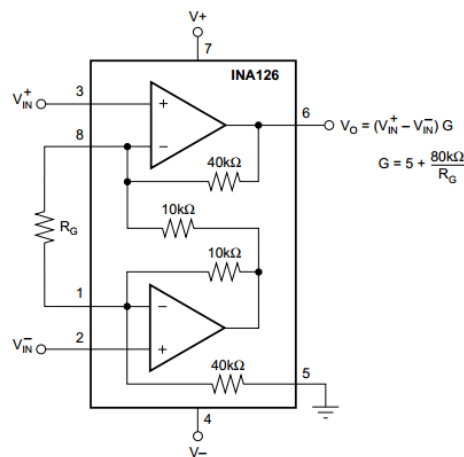 V+
7
INA126
V+IN
3
+
6
VO = (V+IN – V–IN) G
8
–
40kΩ
G = 5 + 80kΩ
RG
10kΩ
RG
10kΩ
1
–
V–IN
2
+
40kΩ
5
4
V–